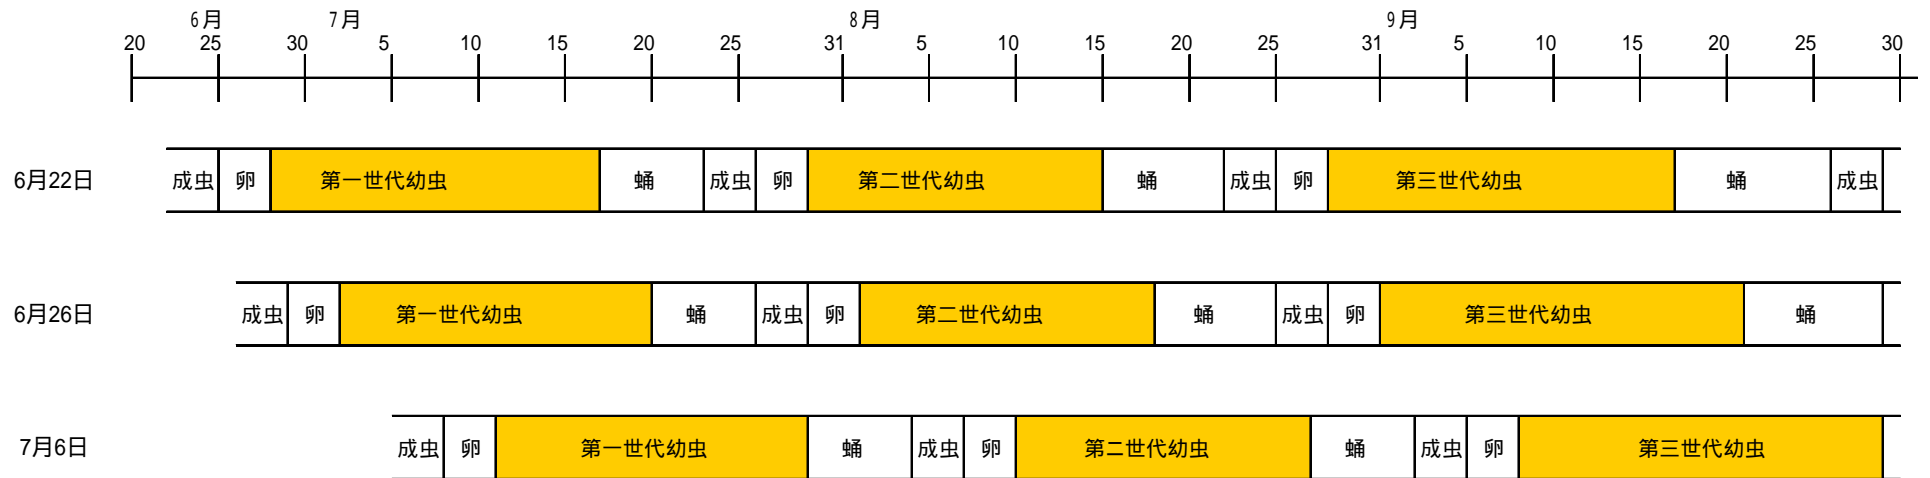 6月 7月 8月 9月
20 25 30 5 10 15 20 25 31 5 10 15 20 25 31 5 10 15 20 25 30
6月22日 成虫 卵 第一世代幼虫 蛹 成虫 卵 第二世代幼虫 蛹 成虫 卵 第三世代幼虫 蛹 成虫
6月26日 成虫 卵 第一世代幼虫 蛹 成虫 卵 第二世代幼虫 蛹 成虫 卵 第三世代幼虫 蛹
7月6日 成虫 卵 第一世代幼虫 蛹 成虫 卵 第二世代幼虫 蛹 成虫 卵 第三世代幼虫